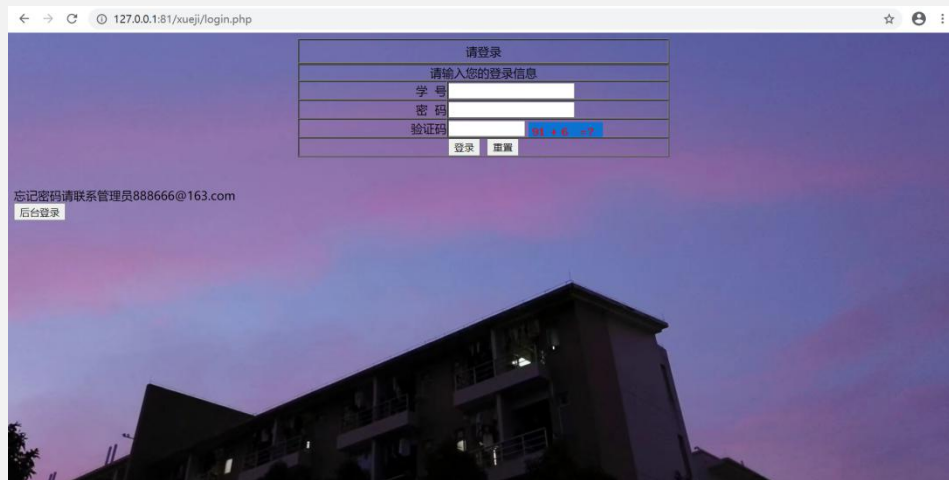 127.0.0.1:81/xueji/login.php
请登录
请输入您的登录信息
学 号
密 码
验证码 91 + 6 =?
登录 重置
忘记密码请联系管理员888666@163.com
后台登录